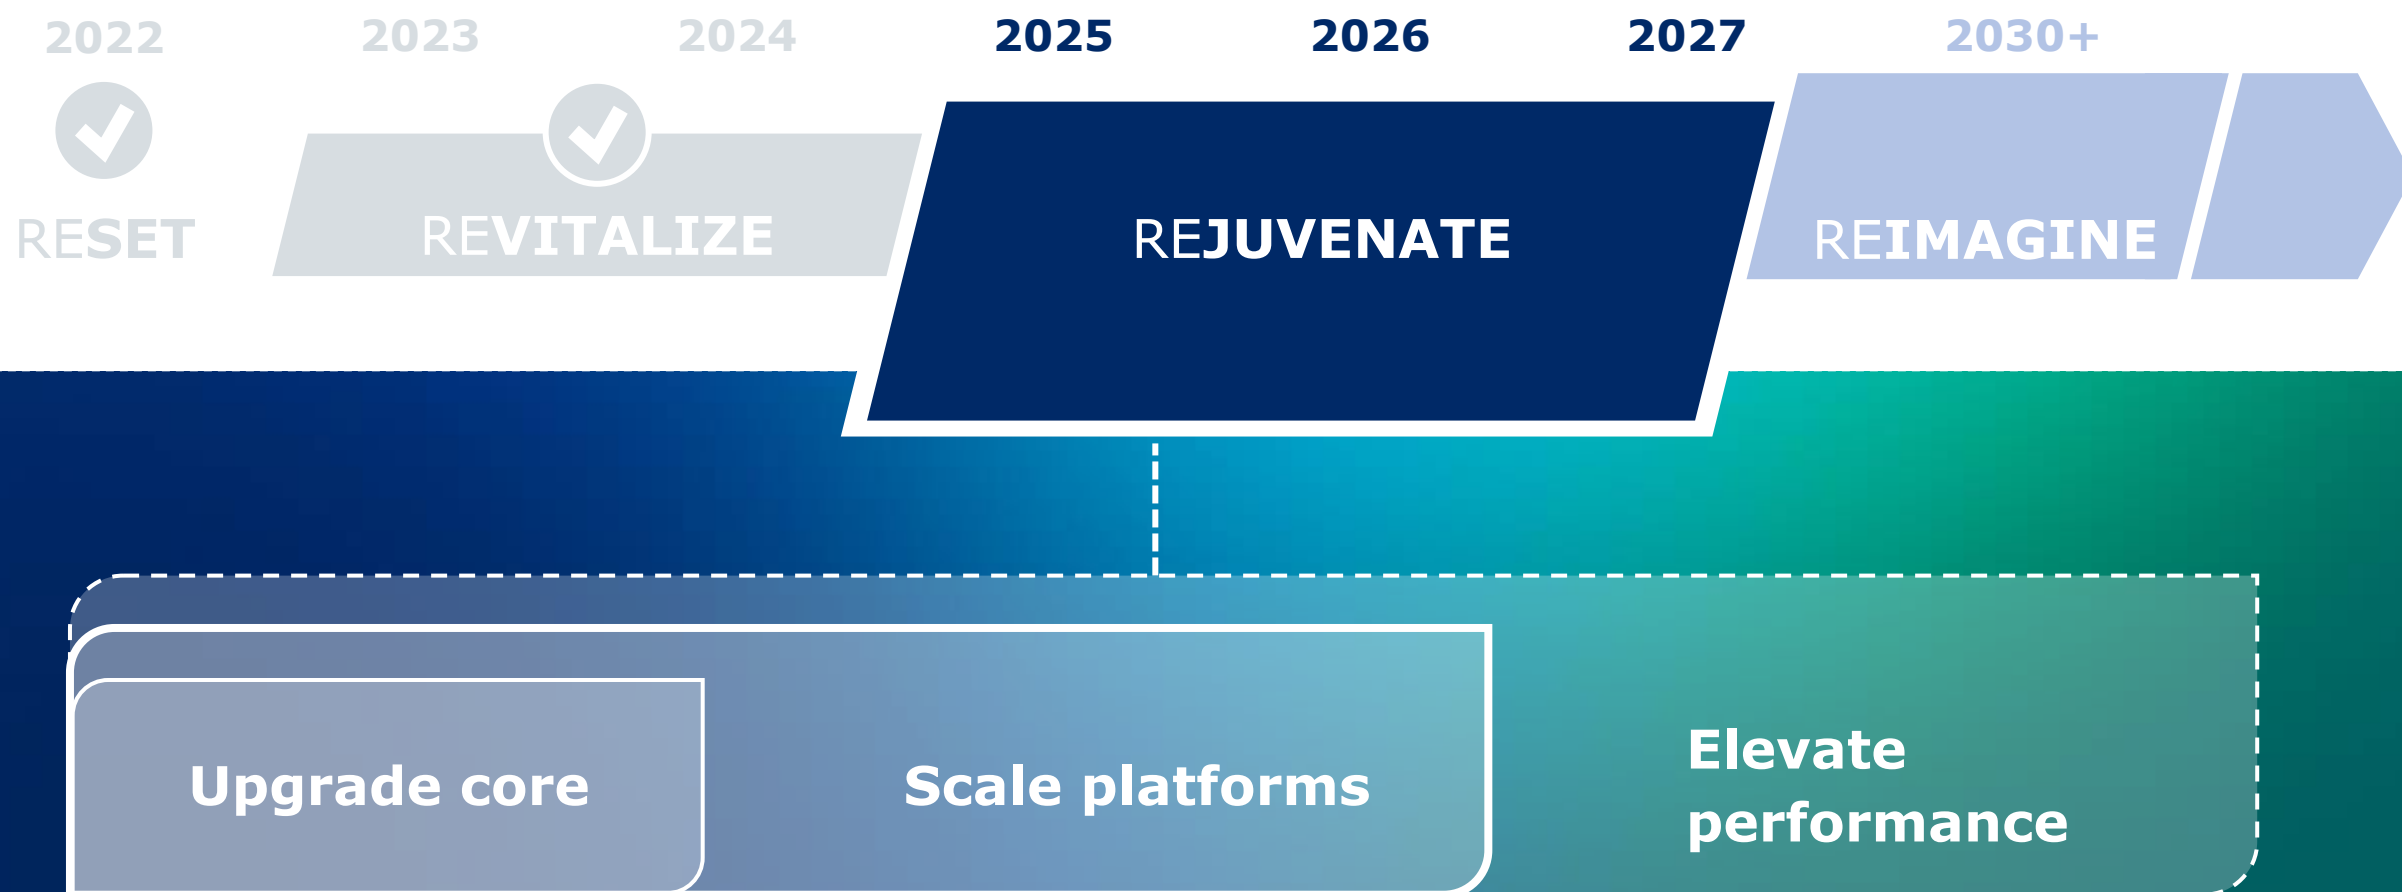 2022 2023 2024 2025 2026 2027 2030+
RESET REVITALIZE REJUVENATE REIMAGINE
Upgrade core
Scale platforms
Elevate
performance